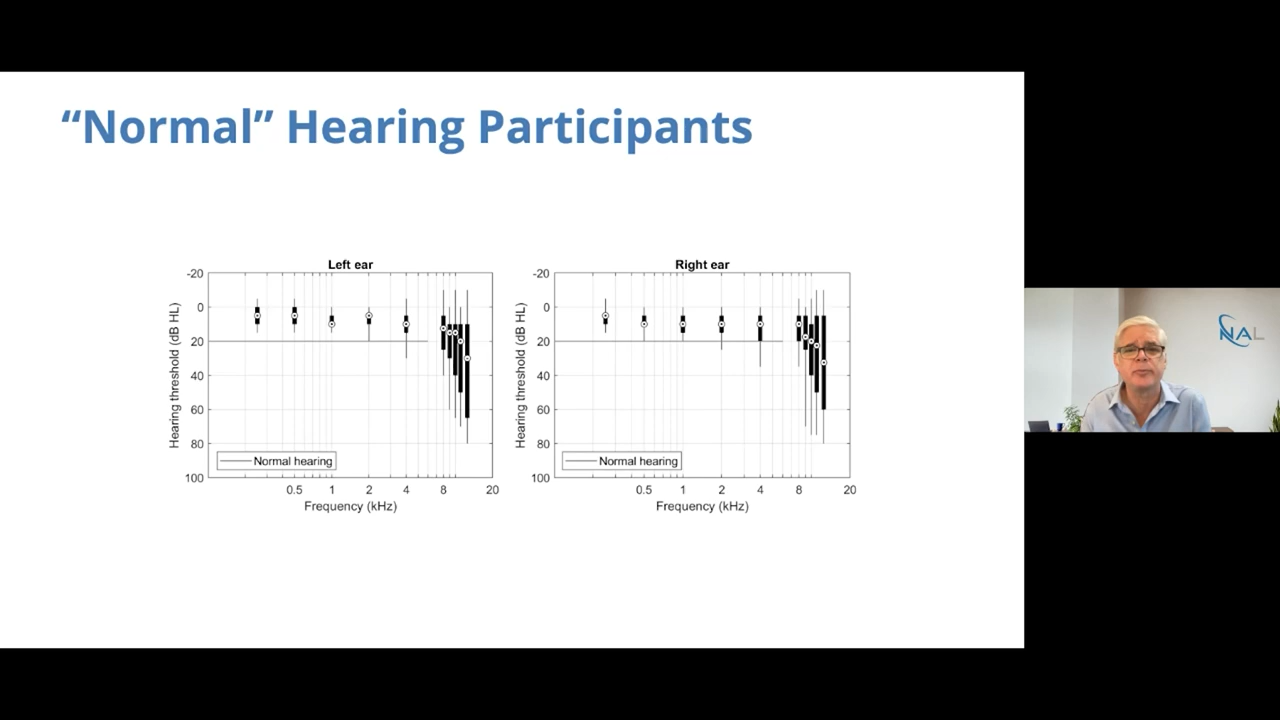 “Normal” Hearing Participants
Left ear
-20
0
20
40
60
80
100
Hearing threshold (dB HL)
Normal hearing
0.5 1 2 4 8 20
Frequency (kHz)
Right ear
-20
0
20
40
60
80
100
Hearing threshold (dB HL)
Normal hearing
0.5 1 2 4 8 20
Frequency (kHz)
NAL